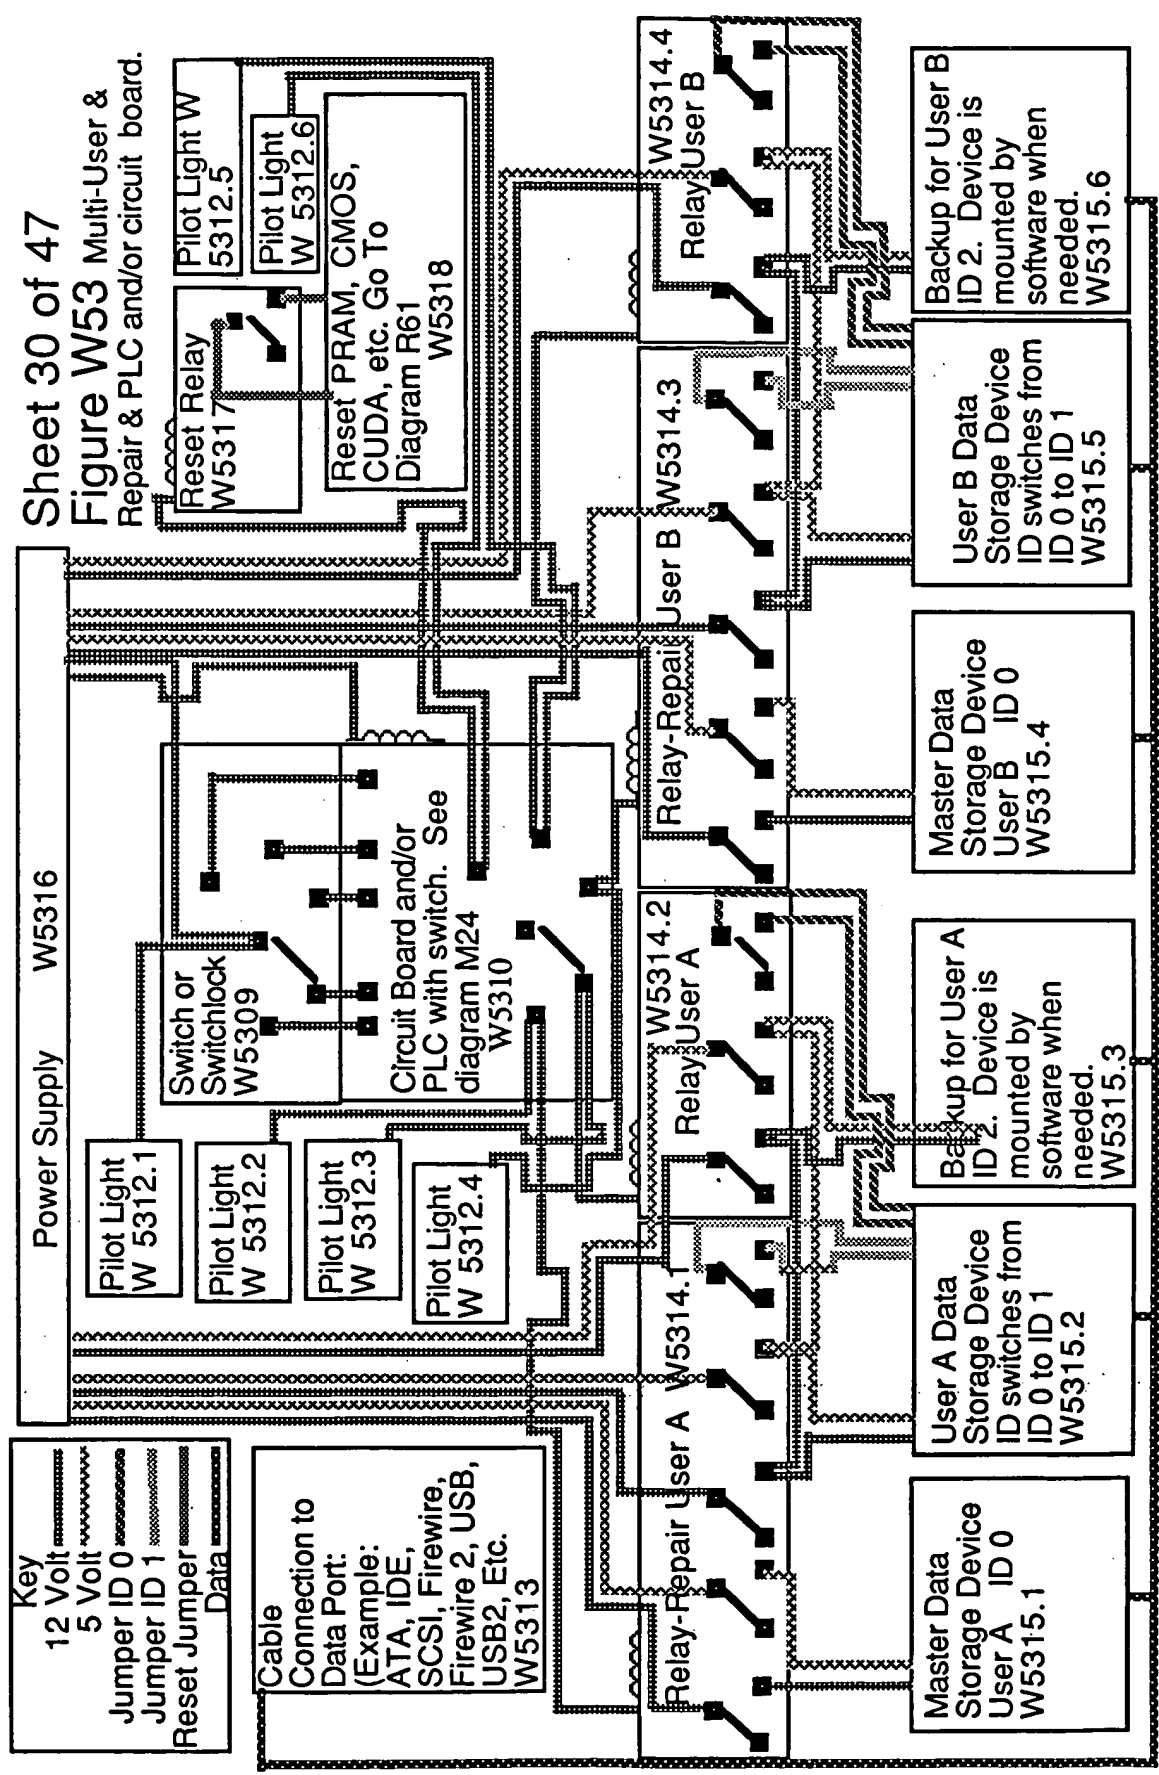 Sheet 30 of 47
Figure W53 Multi-User &
Repair & PLC and/or circuit board.
Key
12 Volt
5 Volt
Jumper ID 0
Jumper ID 1
Reset Jumper
Data
Power Supply W5316
Cable
Connection to
Data Port:
(Example:
ATA, IDE,
SCSI, Firewire,
Firewire 2, USB,
USB2, Etc.
W5313
Pilot Light
W 5312.1
Pilot Light
W 5312.2
Pilot Light
W 5312.3
Pilot Light
W 5312.4
Switch or
Switchlock
W5309
Circuit Board and/or
PLC with switch. See
diagram M24
W5310
Reset Relay
W5317
Pilot Light W
5312.5
Pilot Light
W 5312.6
Reset PRAM, CMOS,
CUDA, etc. Go To
Diagram R61
W5318
Relay-Repair User A W5314.1
W5314.2
Relay User A
Relay-Repair User B W5314.3
W5314.4
Relay User B
Master Data
Storage Device
User A ID 0
W5315.1
User A Data
Storage Device
ID switches from
ID 0 to ID 1
W5315.2
Backup for User A
ID 2. Device is
mounted by
software when
needed.
W5315.3
Master Data
Storage Device
User B ID 0
W5315.4
User B Data
Storage Device
ID switches from
ID 0 to ID 1
W5315.5
Backup for User B
ID 2. Device is
mounted by
software when
needed.
W5315.6